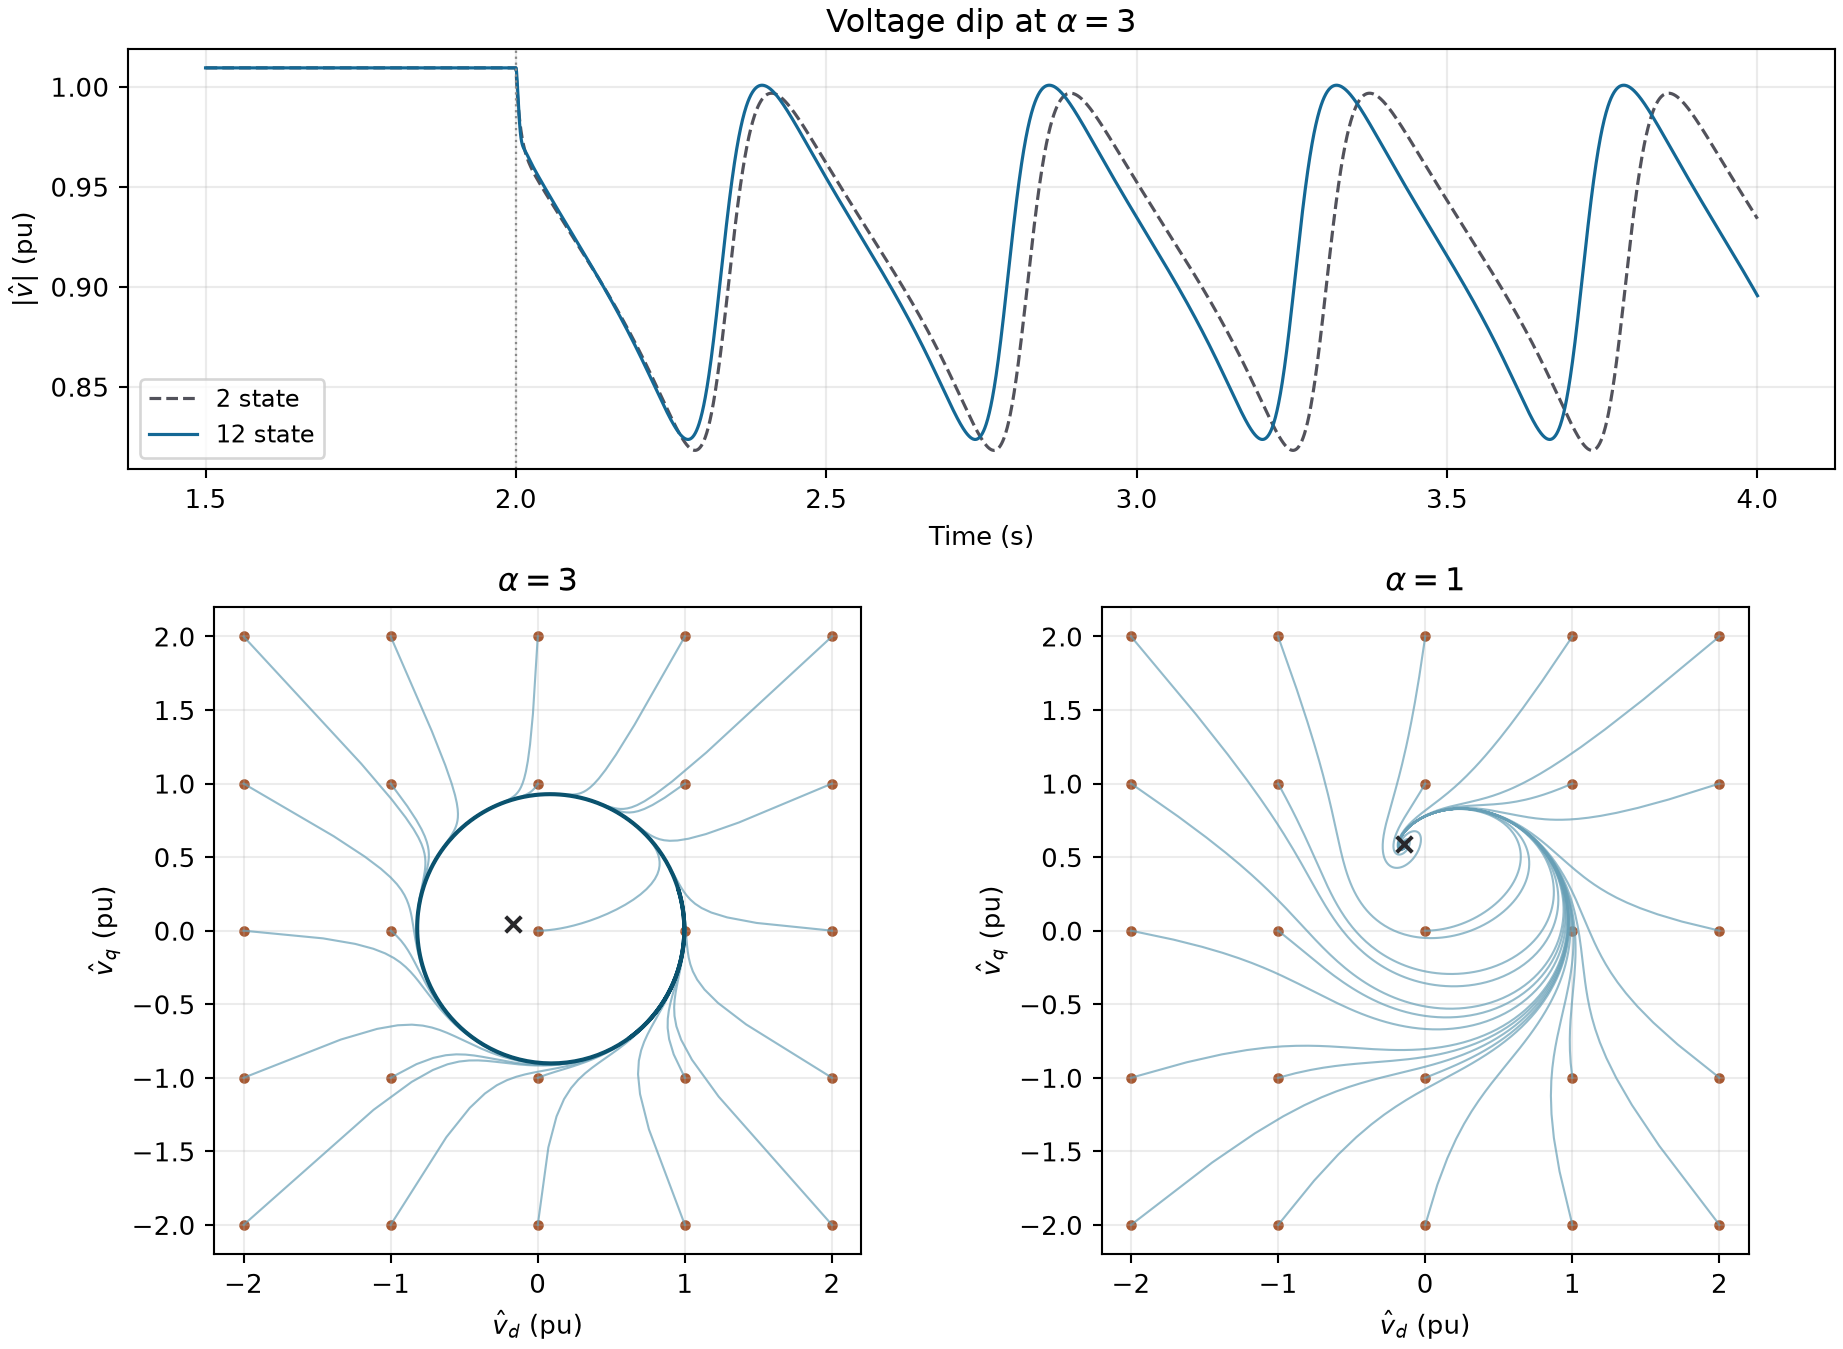 Voltage dip at α = 3
1.00
0.95
0.90
0.85
|v̂| (pu)
2 state
12 state
1.5 2.0 2.5 3.0 3.5 4.0
Time (s)
α = 3
2.0
1.5
1.0
0.5
0.0
−0.5
−1.0
−1.5
−2.0
v̂q (pu)
−2 −1 0 1 2
v̂d (pu)
α = 1
2.0
1.5
1.0
0.5
0.0
−0.5
−1.0
−1.5
−2.0
v̂q (pu)
−2 −1 0 1 2
v̂d (pu)